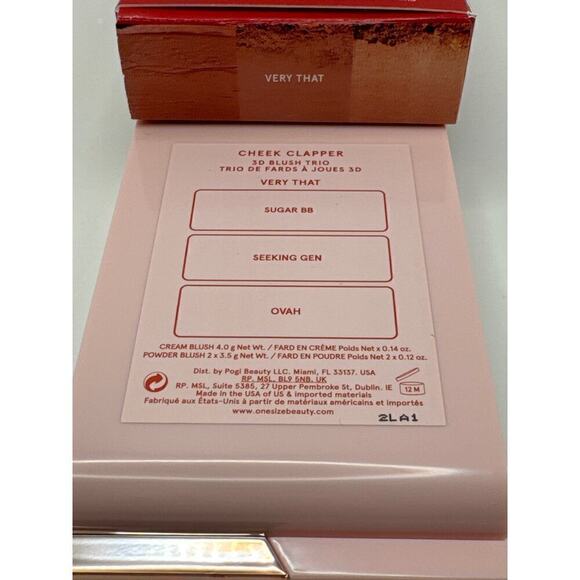 VERY THAT
CHEEK CLAPPER
3D BLUSH TRIO
TRIO DE FARDS À JOUES 3D
VERY THAT
SUGAR BB
SEEKING GEN
OVAH
CREAM BLUSH 4.0 g Net Wt. / FARD EN CRÈME Poids Net x 0.14 oz.
POWDER BLUSH 2 x 3.5 g Net Wt. / FARD EN POUDRE Poids Net 2 x 0.12 oz.
Dist. by Pogi Beauty LLC. Miami, FL 33137. USA
RP. MSL, BL9 5NB. UK
RP. MSL, Suite 5385, 27 Upper Pembroke St, Dublin. IE
Made in the USA of US & imported materials
Fabriqué aux États-Unis à partir de matériaux américains et importés
www.onesizebeauty.com
12 M
2LA1